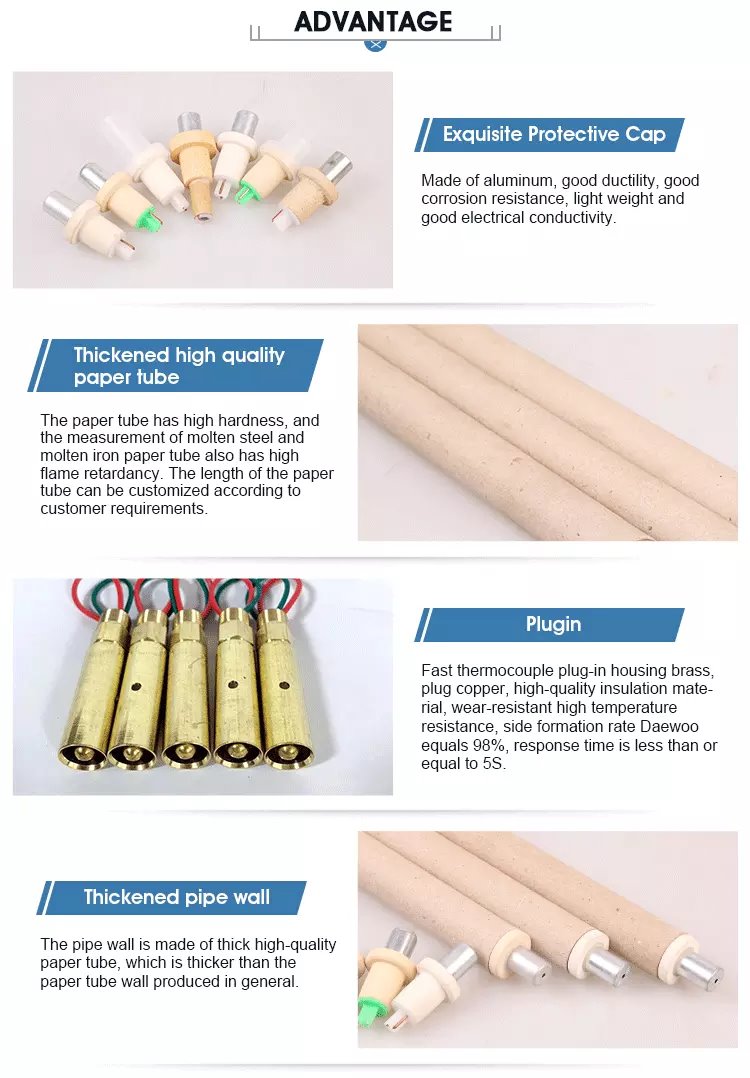 ADVANTAGE
Exquisite Protective Cap
Made of aluminum, good ductility, good
corrosion resistance, light weight and
good electrical conductivity.
Thickened high quality
paper tube
The paper tube has high hardness, and
the measurement of molten steel and
molten iron paper tube also has high
flame retardancy. The length of the paper
tube can be customized according to
customer requirements.
Plugin
Fast thermocouple plug-in housing brass,
plug copper, high-quality insulation mate-
rial, wear-resistant high temperature
resistance, side formation rate Daewoo
equals 98%, response time is less than or
equal to 5S.
Thickened pipe wall
The pipe wall is made of thick high-quality
paper tube, which is thicker than the
paper tube wall produced in general.